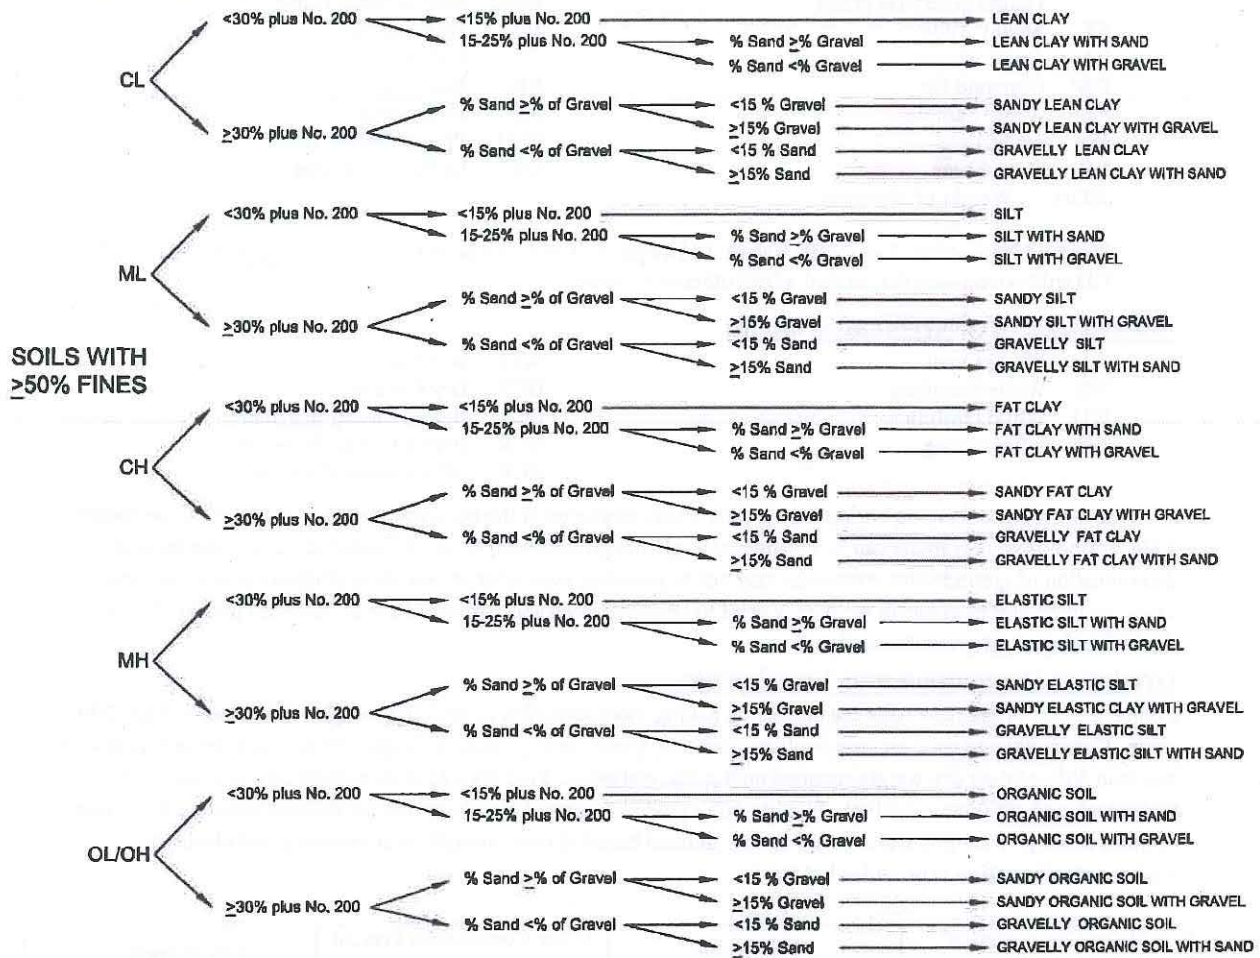 <30% plus No. 200 <15% plus No. 200 LEAN CLAY
15-25% plus No. 200 % Sand ≥% Gravel LEAN CLAY WITH SAND
% Sand <% Gravel LEAN CLAY WITH GRAVEL
CL
≥30% plus No. 200 % Sand ≥% of Gravel <15 % Gravel SANDY LEAN CLAY
≥15% Gravel SANDY LEAN CLAY WITH GRAVEL
% Sand <% of Gravel <15 % Sand GRAVELLY LEAN CLAY
≥15% Sand GRAVELLY LEAN CLAY WITH SAND
<30% plus No. 200 <15% plus No. 200 SILT
15-25% plus No. 200 % Sand ≥% Gravel SILT WITH SAND
% Sand <% Gravel SILT WITH GRAVEL
ML
≥30% plus No. 200 % Sand ≥% of Gravel <15 % Gravel SANDY SILT
≥15% Gravel SANDY SILT WITH GRAVEL
% Sand <% of Gravel <15 % Sand GRAVELLY SILT
≥15% Sand GRAVELLY SILT WITH SAND
SOILS WITH
≥50% FINES
<30% plus No. 200 <15% plus No. 200 FAT CLAY
15-25% plus No. 200 % Sand ≥% Gravel FAT CLAY WITH SAND
% Sand <% Gravel FAT CLAY WITH GRAVEL
CH
≥30% plus No. 200 % Sand ≥% of Gravel <15 % Gravel SANDY FAT CLAY
≥15% Gravel SANDY FAT CLAY WITH GRAVEL
% Sand <% of Gravel <15 % Sand GRAVELLY FAT CLAY
≥15% Sand GRAVELLY FAT CLAY WITH SAND
<30% plus No. 200 <15% plus No. 200 ELASTIC SILT
15-25% plus No. 200 % Sand ≥% Gravel ELASTIC SILT WITH SAND
% Sand <% Gravel ELASTIC SILT WITH GRAVEL
MH
≥30% plus No. 200 % Sand ≥% of Gravel <15 % Gravel SANDY ELASTIC SILT
≥15% Gravel SANDY ELASTIC CLAY WITH GRAVEL
% Sand <% of Gravel <15 % Sand GRAVELLY ELASTIC SILT
≥15% Sand GRAVELLY ELASTIC SILT WITH SAND
<30% plus No. 200 <15% plus No. 200 ORGANIC SOIL
15-25% plus No. 200 % Sand ≥% Gravel ORGANIC SOIL WITH SAND
% Sand <% Gravel ORGANIC SOIL WITH GRAVEL
OL/OH
≥30% plus No. 200 % Sand ≥% of Gravel <15 % Gravel SANDY ORGANIC SOIL
≥15% Gravel SANDY ORGANIC SOIL WITH GRAVEL
% Sand <% of Gravel <15 % Sand GRAVELLY ORGANIC SOIL
≥15% Sand GRAVELLY ORGANIC SOIL WITH SAND